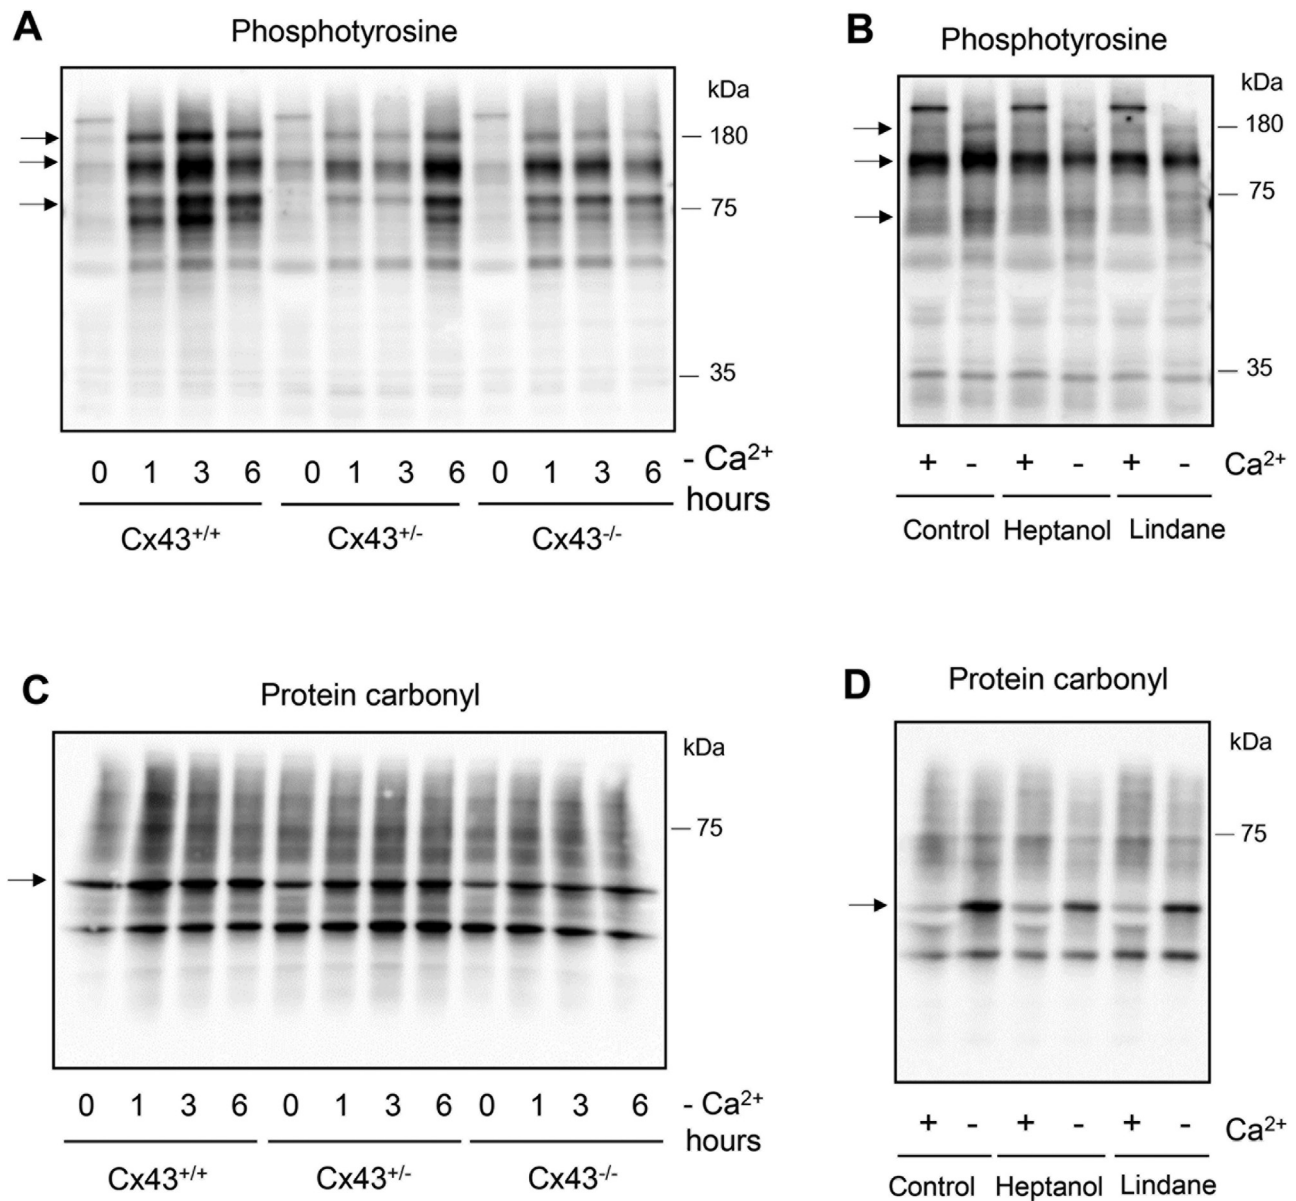 A
Phosphotyrosine
kDa
180
75
35
0 1 3 6 0 1 3 6 0 1 3 6 - Ca²⁺
hours
Cx43⁺/⁺ Cx43⁺/⁻ Cx43⁻/⁻
B
Phosphotyrosine
kDa
180
75
35
+ - + - + - Ca²⁺
Control Heptanol Lindane
C
Protein carbonyl
kDa
75
0 1 3 6 0 1 3 6 0 1 3 6 - Ca²⁺
hours
Cx43⁺/⁺ Cx43⁺/⁻ Cx43⁻/⁻
D
Protein carbonyl
kDa
75
+ - + - + - Ca²⁺
Control Heptanol Lindane